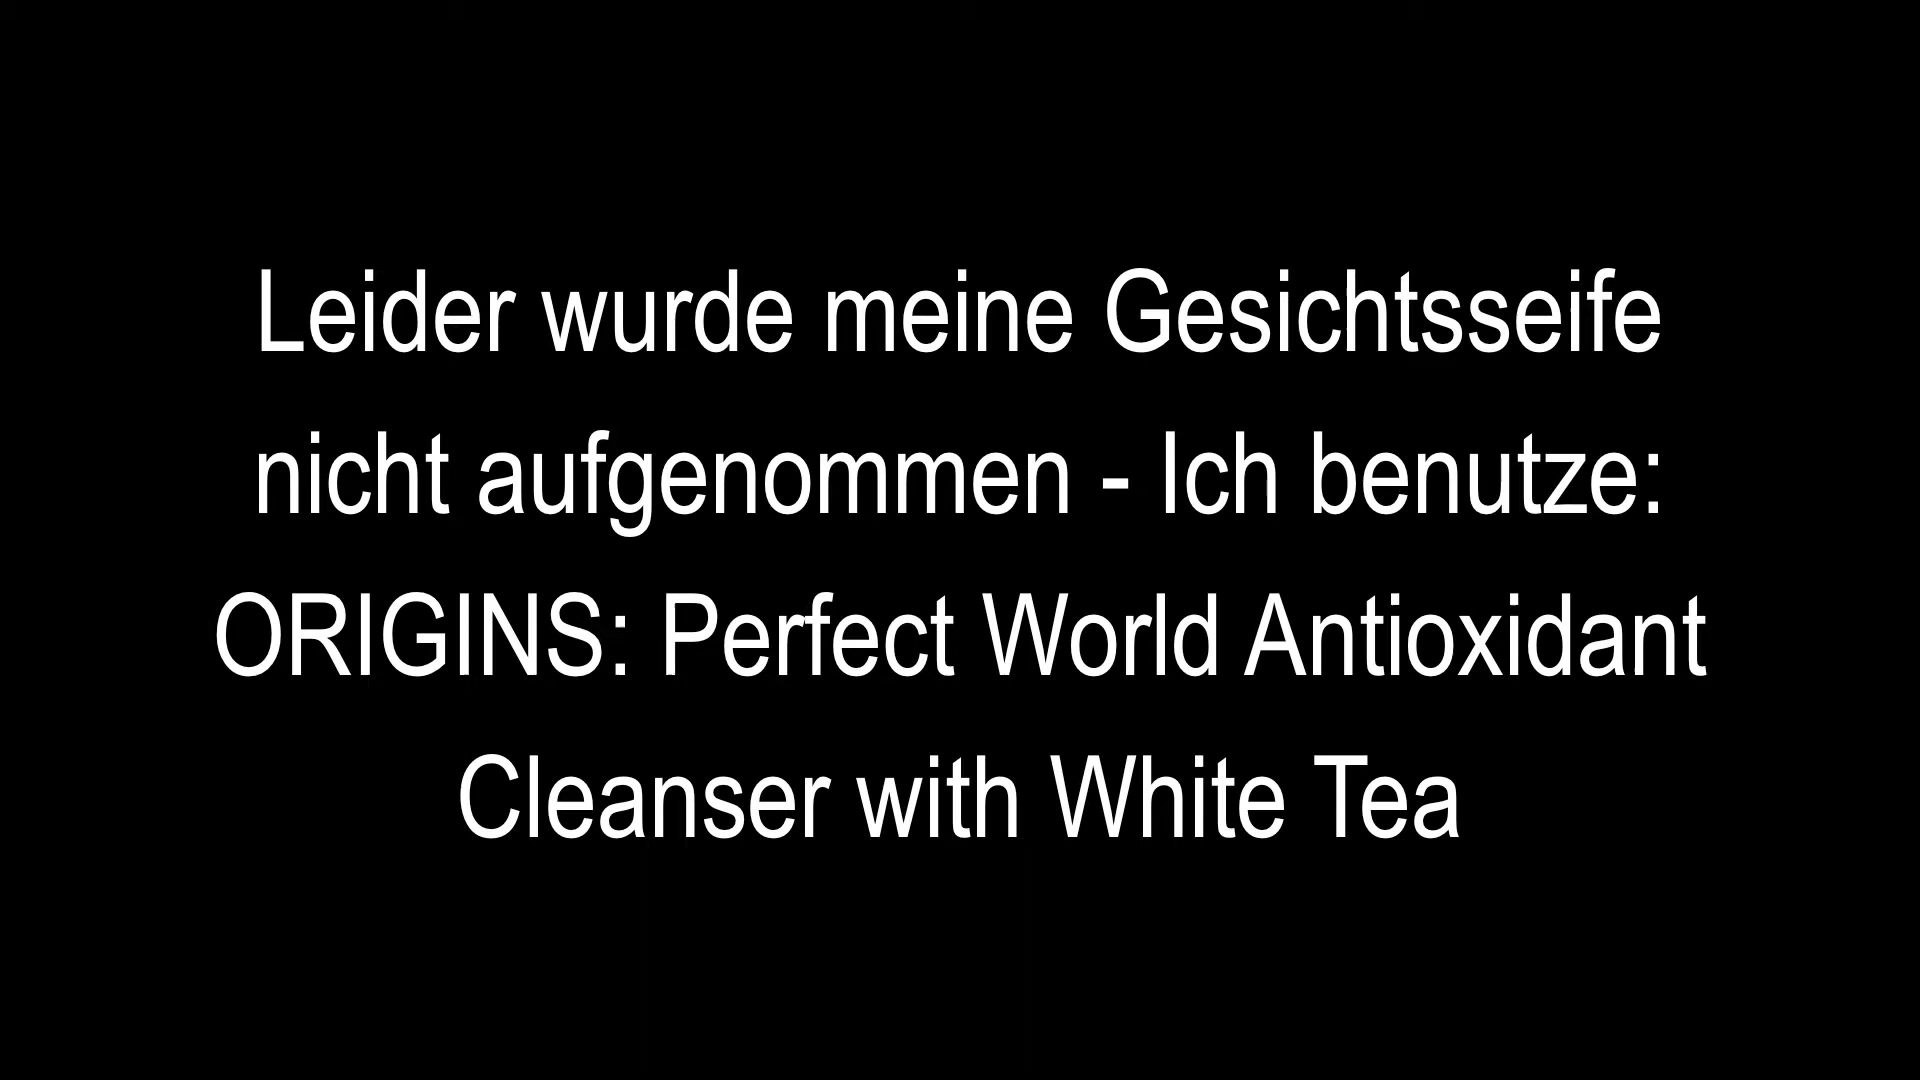 Leider wurde meine Gesichtsseife
nicht aufgenommen - Ich benutze:
ORIGINS: Perfect World Antioxidant
Cleanser with White Tea